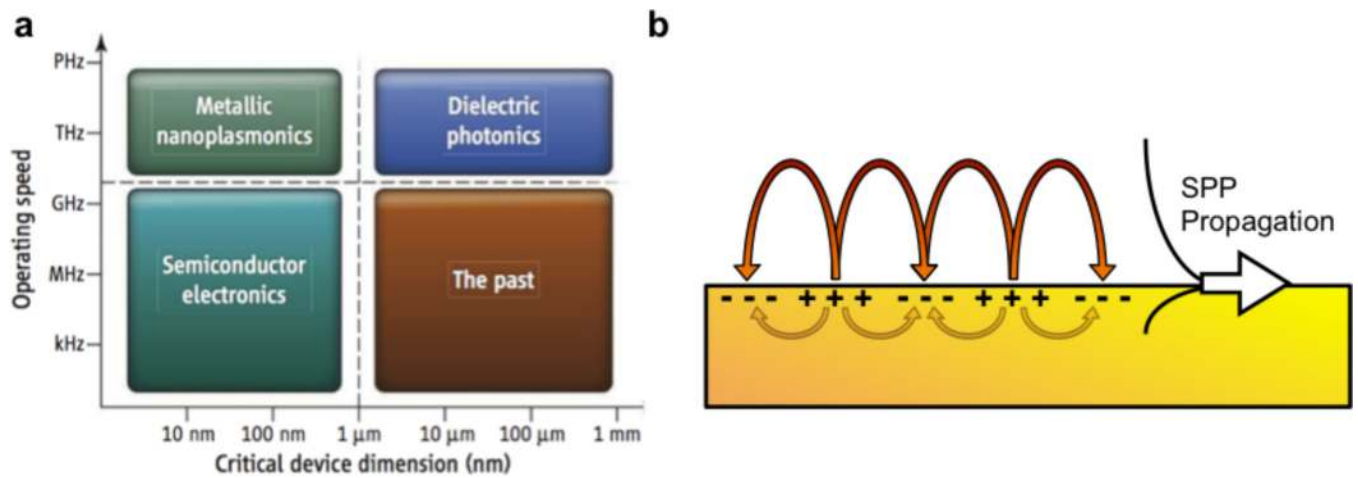 a
PHz
THz
GHz
MHz
kHz
Operating speed
Metallic
nanoplasmonics
Dielectric
photonics
Semiconductor
electronics
The past
10 nm
100 nm
1 μm
10 μm
100 μm
1 mm
Critical device dimension (nm)
b
SPP
Propagation
- - - + + + - - - + + + - - -